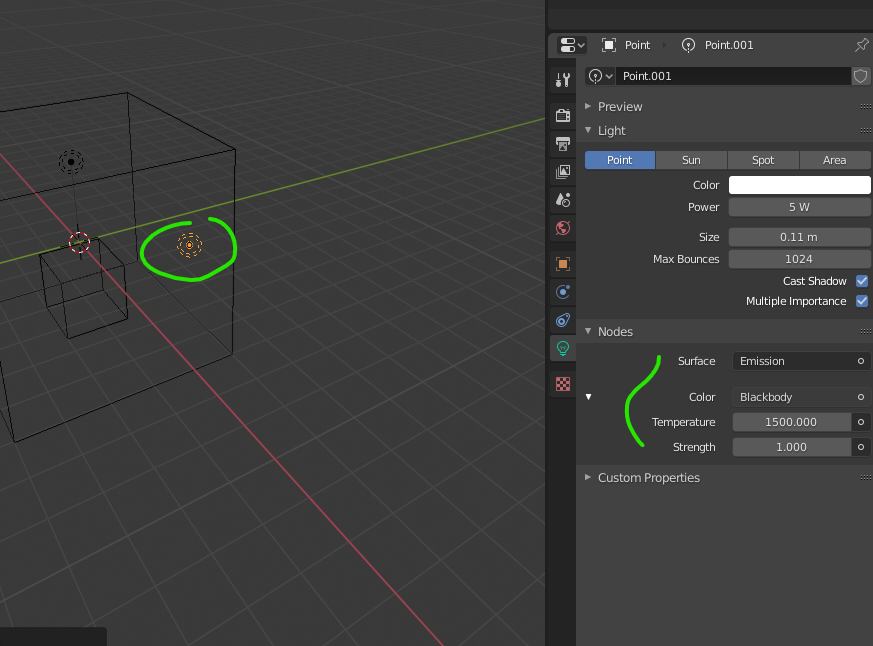 Point Point.001
Point.001
Preview
Light
Point Sun Spot Area
Color
Power 5 W
Size 0.11 m
Max Bounces 1024
Cast Shadow
Multiple Importance
Nodes
Surface Emission
Color Blackbody
Temperature 1500.000
Strength 1.000
Custom Properties